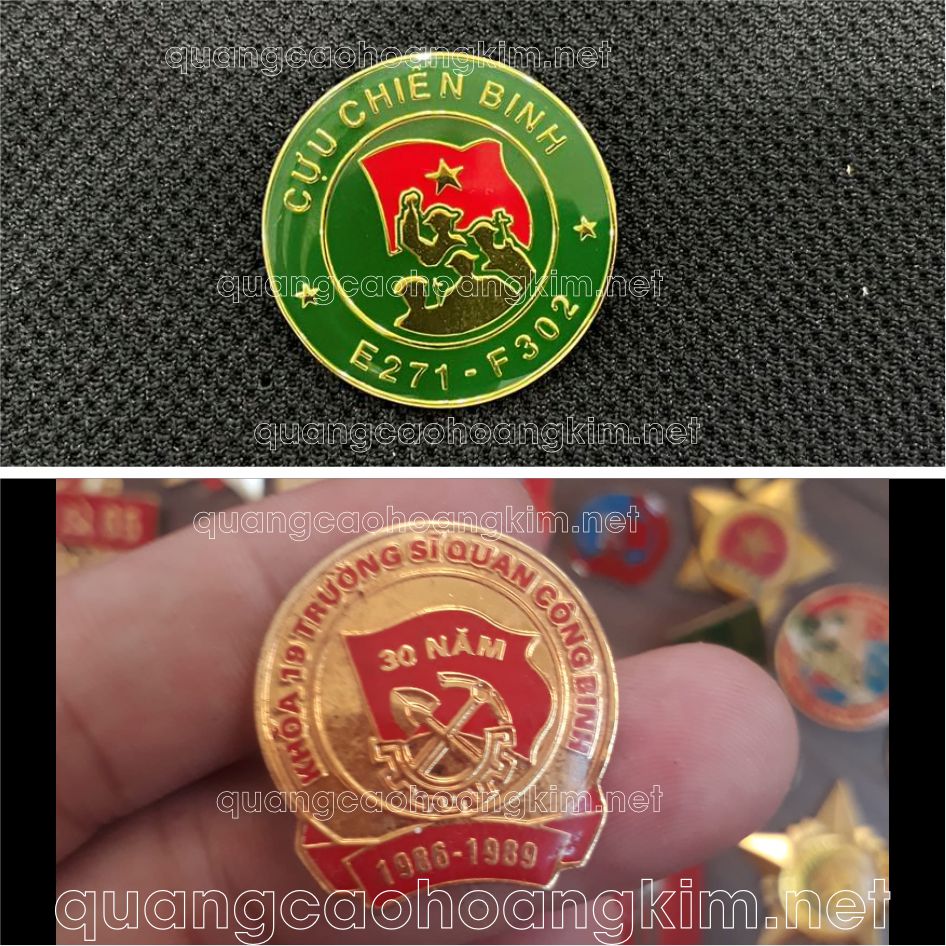 quangcaohoangkim.net
CỰU CHIẾN BINH
quangcaohoangkim.net
E271 - F302
quangcaohoangkim.net
quangcaohoangkim.net
KHÓA 19 TRƯỜNG SĨ QUAN CÔNG BINH
30 NĂM
quangcaohoangkim.net
1986-1989
quangcaohoangkim.net